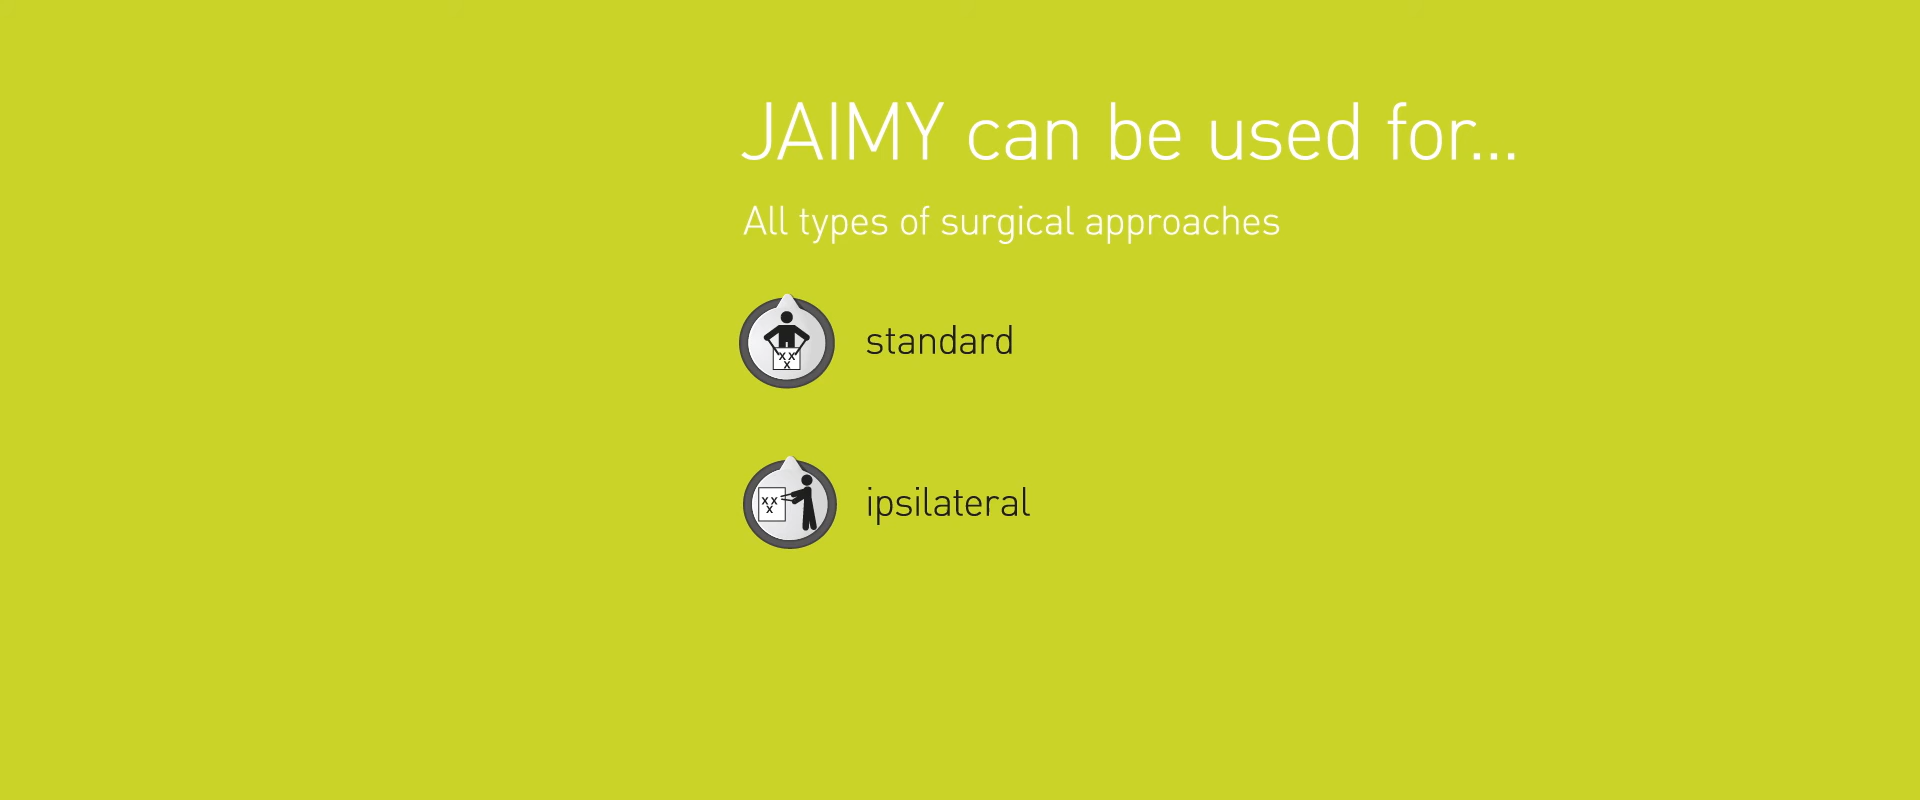 JAIMY can be used for...
All types of surgical approaches
x x
x
standard
x x
x
ipsilateral